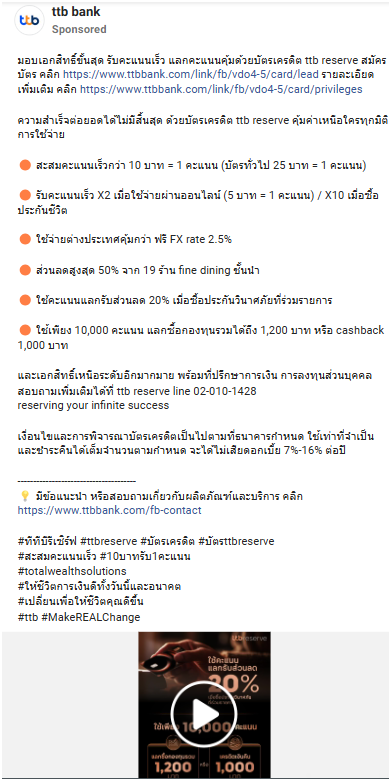 ttb bank
Sponsored
ttb
มอบเอกสิทธิ์ขั้นสุด รับคะแนนเร็ว แลกคะแนนคุ้มด้วยบัตรเครดิต ttb reserve สมัคร
บัตร คลิก https://www.ttbbank.com/link/fb/vdo4-5/card/lead รายละเอียด
เพิ่มเติม คลิก https://www.ttbbank.com/link/fb/vdo4-5/card/privileges
ความสำเร็จต่อยอดได้ไม่มีสิ้นสุด ด้วยบัตรเครดิต ttb reserve คุ้มค่าเหนือใครทุกมิติ
การใช้จ่าย
🟠 สะสมคะแนนเร็วกว่า 10 บาท = 1 คะแนน (บัตรทั่วไป 25 บาท = 1 คะแนน)
🟠 รับคะแนนเร็ว X2 เมื่อใช้จ่ายผ่านออนไลน์ (5 บาท = 1 คะแนน) / X10 เมื่อซื้อ
ประกันชีวิต
🟠 ใช้จ่ายต่างประเทศคุ้มกว่า ฟรี FX rate 2.5%
🟠 ส่วนลดสูงสุด 50% จาก 19 ร้าน fine dining ชั้นนำ
🟠 ใช้คะแนนแลกรับส่วนลด 20% เมื่อซื้อประกันวินาศภัยที่ร่วมรายการ
🟠 ใช้เพียง 10,000 คะแนน แลกซื้อกองทุนรวมได้ถึง 1,200 บาท หรือ cashback
1,000 บาท
และเอกสิทธิ์เหนือระดับอีกมากมาย พร้อมที่ปรึกษาการเงิน การลงทุนส่วนบุคคล
สอบถามเพิ่มเติมได้ที่ ttb reserve line 02-010-1428
reserving your infinite success
เงื่อนไขและการพิจารณาบัตรเครดิตเป็นไปตามที่ธนาคารกำหนด ใช้เท่าที่จำเป็น
และชำระคืนได้เต็มจำนวนตามกำหนด จะได้ไม่เสียดอกเบี้ย 7%-16% ต่อปี
-------------------------------------
💡 มีข้อแนะนำ หรือสอบถามเกี่ยวกับผลิตภัณฑ์และบริการ คลิก
https://www.ttbbank.com/fb-contact
#ทีทีบีรีเซิร์ฟ #ttbreserve #บัตรเครดิต #บัตรttbreserve
#สะสมคะแนนเร็ว #10บาทรับ1คะแนน
#totalwealthsolutions
#ให้ชีวิตการเงินดีทั้งวันนี้และอนาคต
#เปลี่ยนเพื่อให้ชีวิตคุณดีขึ้น
#ttb #MakeREALChange
ttb reserve
ใช้คะแนน
แลกรับส่วนลด
20%
ใช้เพียง 10,000 คะแนน
แลกซื้อกองทุนรวม
1,200
หรือ
เครดิตเงินคืน
1,000